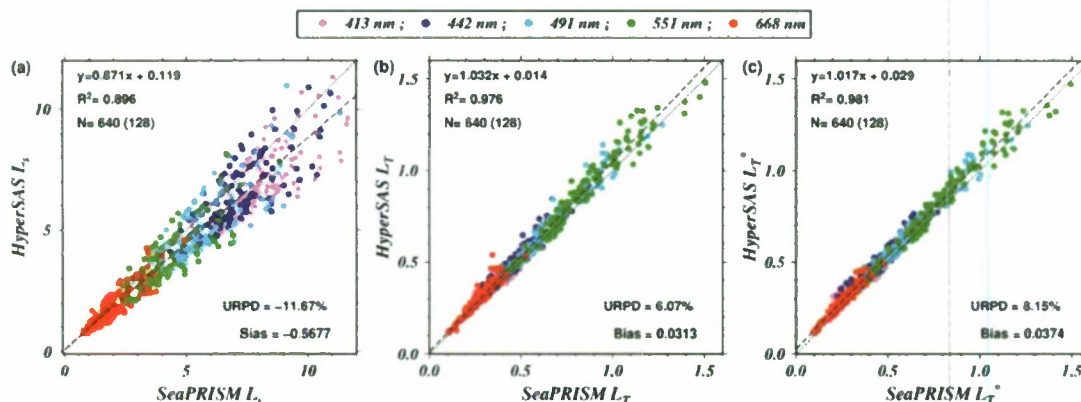 413 nm ; 442 nm ; 491 nm ; 551 nm ; 668 nm
(a)
y=0.871x + 0.119
R²= 0.896
N= 640 (128)
URPD = −11.67%
Bias = −0.5677
HyperSAS Ls
10
5
0
0 5 10
SeaPRISM Ls
(b)
y=1.032x + 0.014
R²= 0.976
N= 640 (128)
URPD = 6.07%
Bias = 0.0313
HyperSAS LT
1.5
1.0
0.5
0.0
0.0 0.5 1.0 1.5
SeaPRISM LT
(c)
y=1.017x + 0.029
R²= 0.981
N= 640 (128)
URPD = 8.15%
Bias = 0.0374
HyperSAS LT*
1.5
1.0
0.5
0.0
0.0 0.5 1.0 1.5
SeaPRISM LT*